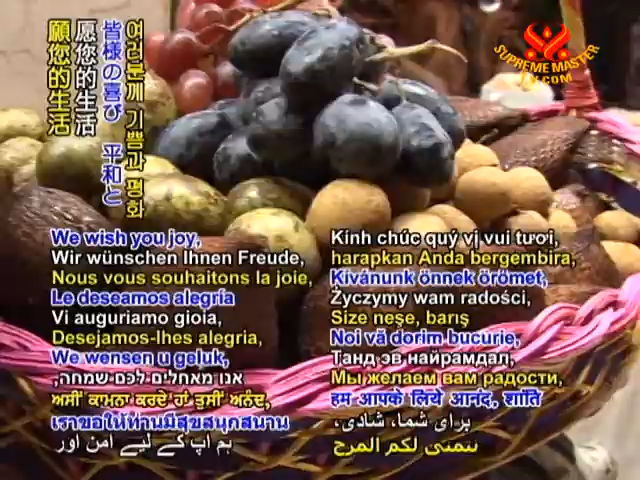 願您的生活
愿您的生活
皆様の喜び 平和と
여러분께 기쁨과 평화
SUPREME MASTER
TV.COM
We wish you joy,
Wir wünschen Ihnen Freude,
Nous vous souhaitons la joie,
Le deseamos alegría
Vi auguriamo gioia,
Desejamos-lhes alegria,
We wensen u geluk,
אנו מאחלים לכם שמחה,
ਅਸੀਂ ਕਾਮਨਾ ਕਰਦੇ ਹਾਂ ਤੁਸੀਂ ਅਨੰਦ,
เราขอให้ท่านมีสุขสนุกสนาน
ہم آپ کے لیے امن اور
Kính chúc quý vị vui tươi,
harapkan Anda bergembira,
Kívánunk önnek örömet,
Życzymy wam radości,
Size neşe, barış
Noi vă dorim bucurie,
Танд эв найрамдал,
Мы желаем вам радости,
हम आपके लिये आनंद, शांति
برای شما، شادی،
نتمنى لكم المرح